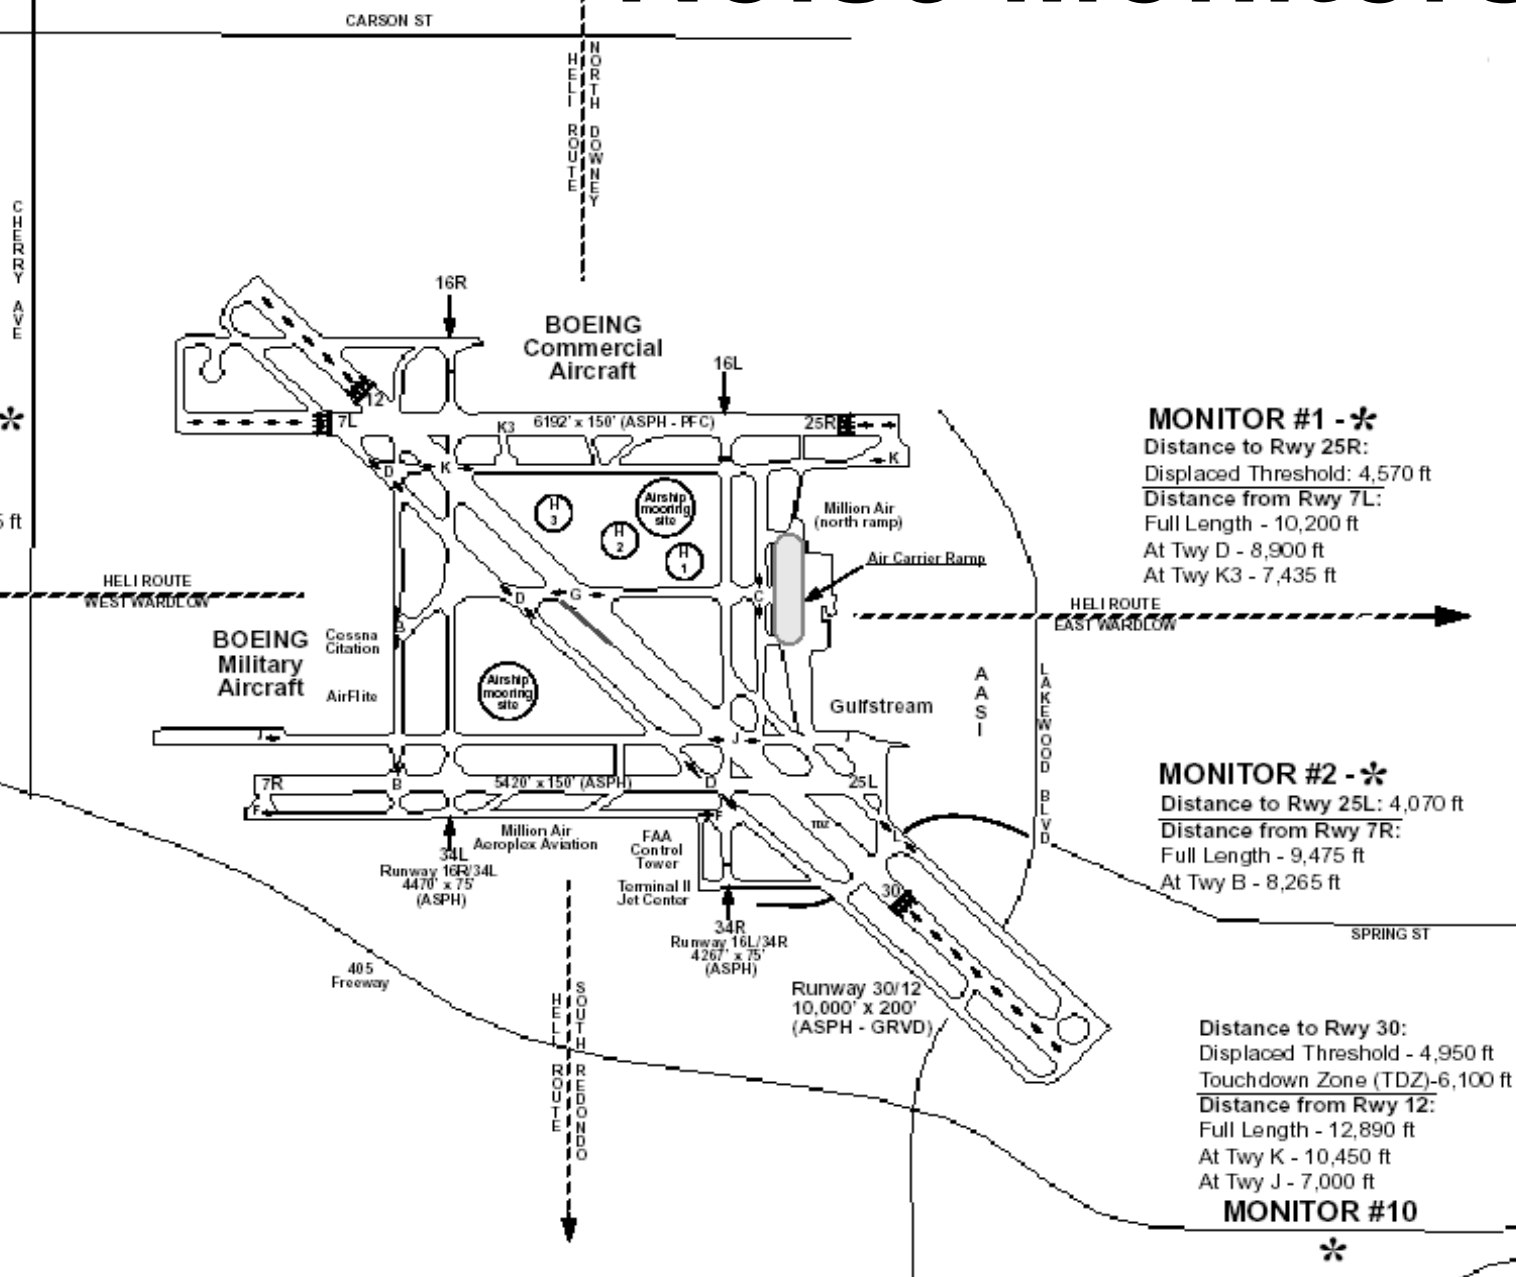 CARSON ST
HELI ROUTE
NORTH DOWNEY
CHERRY AVE
16R
BOEING
Commercial
Aircraft
16L
12
7L
K3
6192' x 150' (ASPH - PFC)
25R
*
MONITOR #1 - *
Distance to Rwy 25R:
Displaced Threshold: 4,570 ft
Distance from Rwy 7L:
Full Length - 10,200 ft
At Twy D - 8,900 ft
At Twy K3 - 7,435 ft
D
K
K
H
3
H
2
H
1
Airship
mooring
site
Million Air
(north ramp)
5 ft
Air Carrier Ramp
HELI ROUTE
WEST WARDLOW
D
G
C
HELI ROUTE
EAST WARDLOW
B
BOEING
Military
Aircraft
Cessna
Citation
AirFlite
Airship
mooring
site
Gulfstream
AASI
LAKEWOOD BLVD
J
J
J
7R
B
5420' x 150' (ASPH)
D
25L
F
F
TDZ
MONITOR #2 - *
Distance to Rwy 25L: 4,070 ft
Distance from Rwy 7R:
Full Length - 9,475 ft
At Twy B - 8,265 ft
34L
Runway 16R/34L
4470' x 75'
(ASPH)
Million Air
Aeroplex Aviation
FAA
Control
Tower
Terminal II
Jet Center
30
34R
Runway 16L/34R
4267' x 75'
(ASPH)
SPRING ST
405
Freeway
Runway 30/12
10,000' x 200'
(ASPH - GRVD)
HELI ROUTE
SOUTH REDONDO
Distance to Rwy 30:
Displaced Threshold - 4,950 ft
Touchdown Zone (TDZ)-6,100 ft
Distance from Rwy 12:
Full Length - 12,890 ft
At Twy K - 10,450 ft
At Twy J - 7,000 ft
MONITOR #10
*